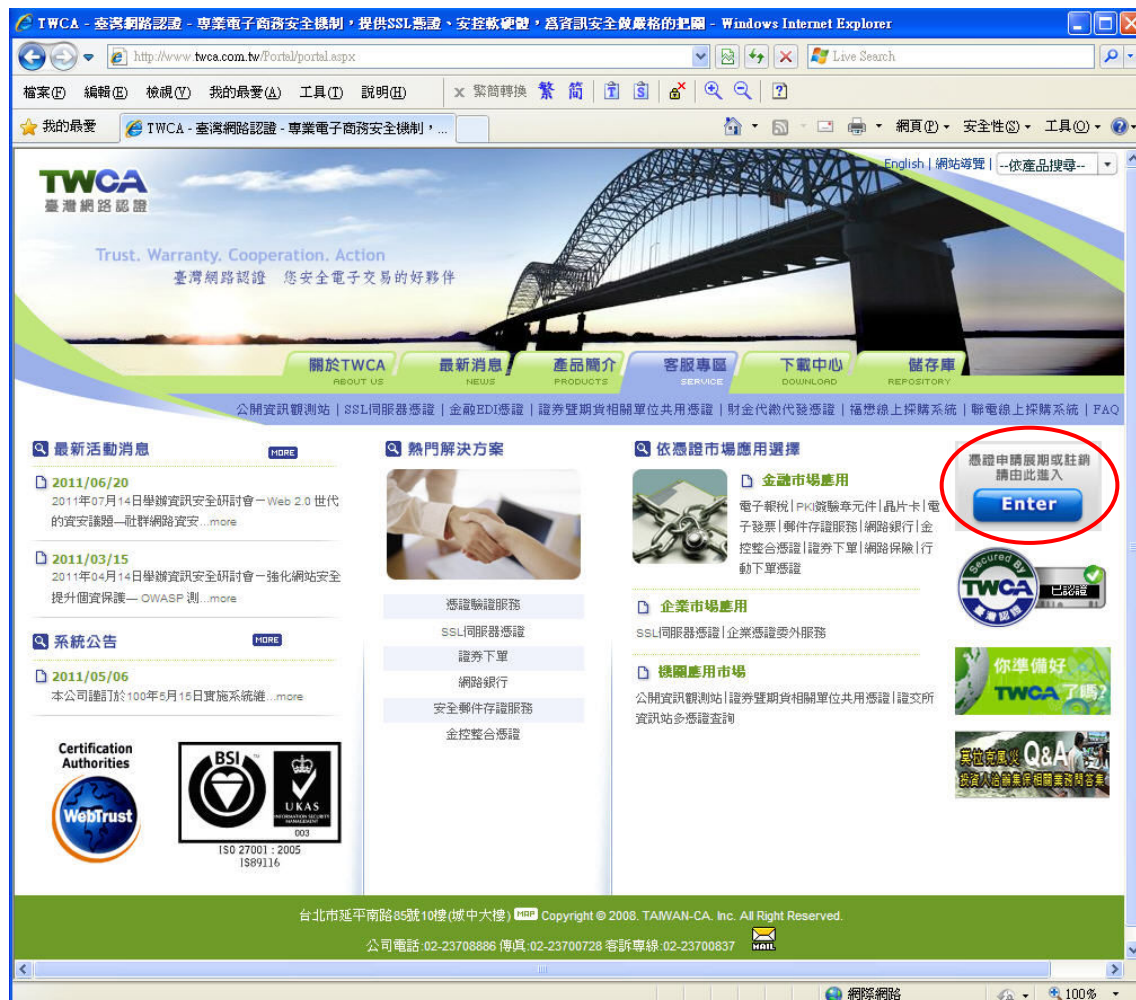 TWCA - 臺灣網路認證 - 專業電子商務安全機制，提供SSL憑證、安控軟硬體，為資訊安全做嚴格的把關 - Windows Internet Explorer
http://www.twca.com.tw/Portal/portal.aspx
Live Search
檔案(F) 編輯(E) 檢視(V) 我的最愛(A) 工具(T) 說明(H)
x 繁簡轉換 繁 简
我的最愛
TWCA - 臺灣網路認證 - 專業電子商務安全機制，...
網頁(P) 安全性(S) 工具(O)
English | 網站導覽 | --依產品搜尋--
TWCA
臺灣網路認證
Trust. Warranty. Cooperation. Action
臺灣網路認證 您安全電子交易的好夥伴
關於TWCA 最新消息 產品簡介 客服專區 下載中心 儲存庫
ABOUT US NEWS PRODUCTS SERVICE DOWNLOAD REPOSITORY
公開資訊觀測站 | SSL伺服器憑證 | 金融EDI憑證 | 證券暨期貨相關單位共用憑證 | 財金代繳代發憑證 | 福懋線上採購系統 | 聯電線上採購系統 | FAQ
最新活動消息 MORE
2011/06/20
2011年07月14日舉辦資訊安全研討會－Web 2.0 世代
的資安議題—社群網路資安...more
2011/03/15
2011年04月14日舉辦資訊安全研討會－強化網站安全
提升個資保護— OWASP 測...more
系統公告 MORE
2011/05/06
本公司謹訂於100年5月15日實施系統維...more
Certification
Authorities
WebTrust
BSI
UKAS
INFORMATION SECURITY
MANAGEMENT
003
ISO 27001 : 2005
IS89116
熱門解決方案
憑證驗證服務
SSL伺服器憑證
證券下單
網路銀行
安全郵件存證服務
金控整合憑證
依憑證市場應用選擇
金融市場應用
電子報稅|PKI簽驗章元件|晶片卡|電
子發票|郵件存證服務|網路銀行|金
控整合憑證|證券下單|網路保險|行
動下單憑證
企業市場應用
SSL伺服器憑證|企業憑證委外服務
機關應用市場
公開資訊觀測站|證券暨期貨相關單位共用憑證|證交所
資訊站多憑證查詢
憑證申請展期或註銷
請由此進入
Enter
Secured By
TWCA
臺灣認證
已認證
你準備好
TWCA 了嗎?
莫拉克風災 Q&A
投資人洽辦集保相關業務問答集
台北市延平南路85號10樓(城中大樓) MAP Copyright © 2008. TAIWAN-CA. Inc. All Right Reserved.
公司電話:02-23708886 傳真:02-23700728 客訴專線:02-23700837 MAIL
網際網路
100%